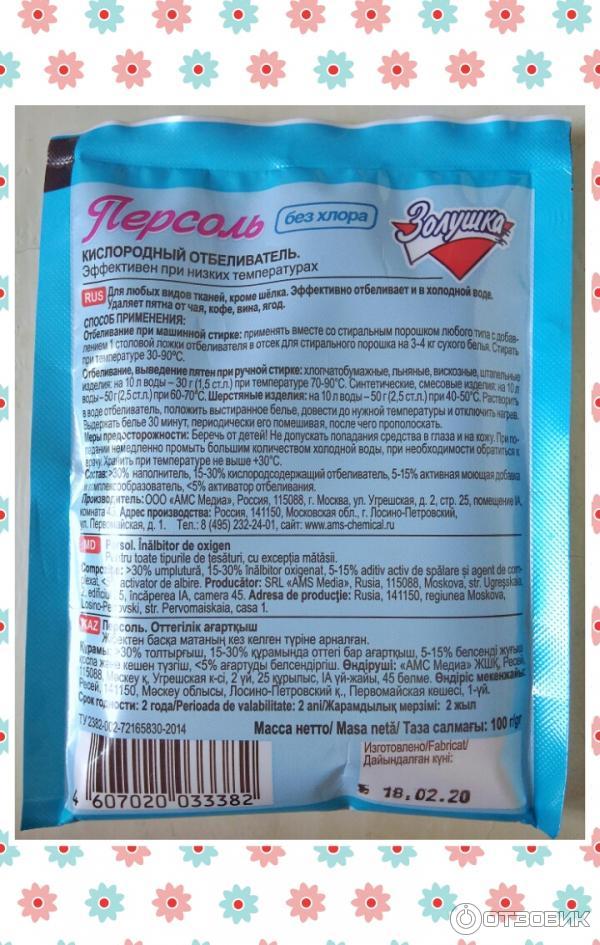 Персоль
без хлора
Золушка
КИСЛОРОДНЫЙ ОТБЕЛИВАТЕЛЬ.
Эффективен при низких температурах
RUS Для любых видов тканей, кроме шёлка. Эффективно отбеливает и в холодной воде.
Удаляет пятна от чая, кофе, вина, ягод.
СПОСОБ ПРИМЕНЕНИЯ:
Отбеливание при машинной стирке: применять вместе со стиральным порошком любого типа с добав-
лением 1 столовой ложки отбеливателя в отсек для стирального порошка на 3-4 кг сухого белья. Стирать
при температуре 30-90ºС.
Отбеливание, выведение пятен при ручной стирке: хлопчатобумажные, льняные, вискозные, штапельные
изделия: на 10 л воды – 30 г (1,5 ст.л.) при температуре 70-90°С. Синтетические, смесовые изделия: на 10 л
воды – 50 г (2,5 ст.л.) при 60-70°С. Шерстяные изделия: на 10 л воды – 50 г (2,5 ст.л.) при 40-50°С. Растворить
в воде отбеливатель, положить выстиранное белье, довести до нужной температуры и отключить нагрев.
Выдержать белье 30 минут, периодически его помешивая, после чего прополоскать.
Меры предосторожности: Беречь от детей! Не допускать попадания средства в глаза и на кожу. При по-
падании немедленно промыть большим количеством холодной воды, при необходимости обратиться к
врачу. Хранить при температуре не выше +30°С.
Состав: >30% наполнитель, 15-30% кислородсодержащий отбеливатель, 5-15% активная моющая добавка
и комплексообразователь, <5% активатор отбеливания.
Производитель: ООО «АМС Медиа», Россия, 115088, г. Москва, ул. Угрешская, д. 2, стр. 25, помещение IA,
комната 45. Адрес производства: Россия, 141150, Московская обл., г. Лосино-Петровский,
ул. Первомайская, д. 1. Тел.: 8 (495) 232-24-01, сайт: www.ams-chemical.ru
MD Persol. Înălbitor de oxigen
Pentru toate tipurile de țesături, cu excepția mătăsii.
Compoziție: >30% umplutură, 15-30% înălbitor oxigenat, 5-15% aditiv activ de spălare și agent de com-
plexat, <5% activator de albire. Producător: SRL «AMS Media», Rusia, 115088, Moskova, str. Ugreşskaia,
2, edificiul 25, încăperea IA, camera 45. Adresa de producţie: Rusia, 141150, regiunea Moskova,
Losino-Petrovski, str. Pervomaiskaia, casa 1.
KAZ Персоль. Оттегілік ағартқыш
Жібектен басқа матаның кез келген түріне арналған.
Құрамы: >30% толтырғыш, 15-30% құрамында оттегі бар ағартқыш, 5-15% белсенді жуғыш
қоспа және кешен түзгіш, <5% ағартуды белсендіргіш. Өндіруші: «АМС Медиа» ЖШҚ, Ресей,
115088, Мәскеу қ, Угрешская к-сі, 2 үй, 25 құрылыс, IA үй-жайы, 45 бөлме. Өндіріс мекенжайы:
Ресей, 141150, Мәскеу облысы, Лосино-Петровский қ., Первомайская көшесі, 1-үй.
Срок годности: 2 года/Perioada de valabilitate: 2 ani/Жарамдылық мерзімі: 2 жыл
ТУ 2382-002-72165830-2014
Масса нетто/ Masa netă/ Таза салмағы: 100 г/gr
Изготовлено/Fabricat/
Дайындалған күні:
18.02.20
4 607020 033382
ОТЗОВИК